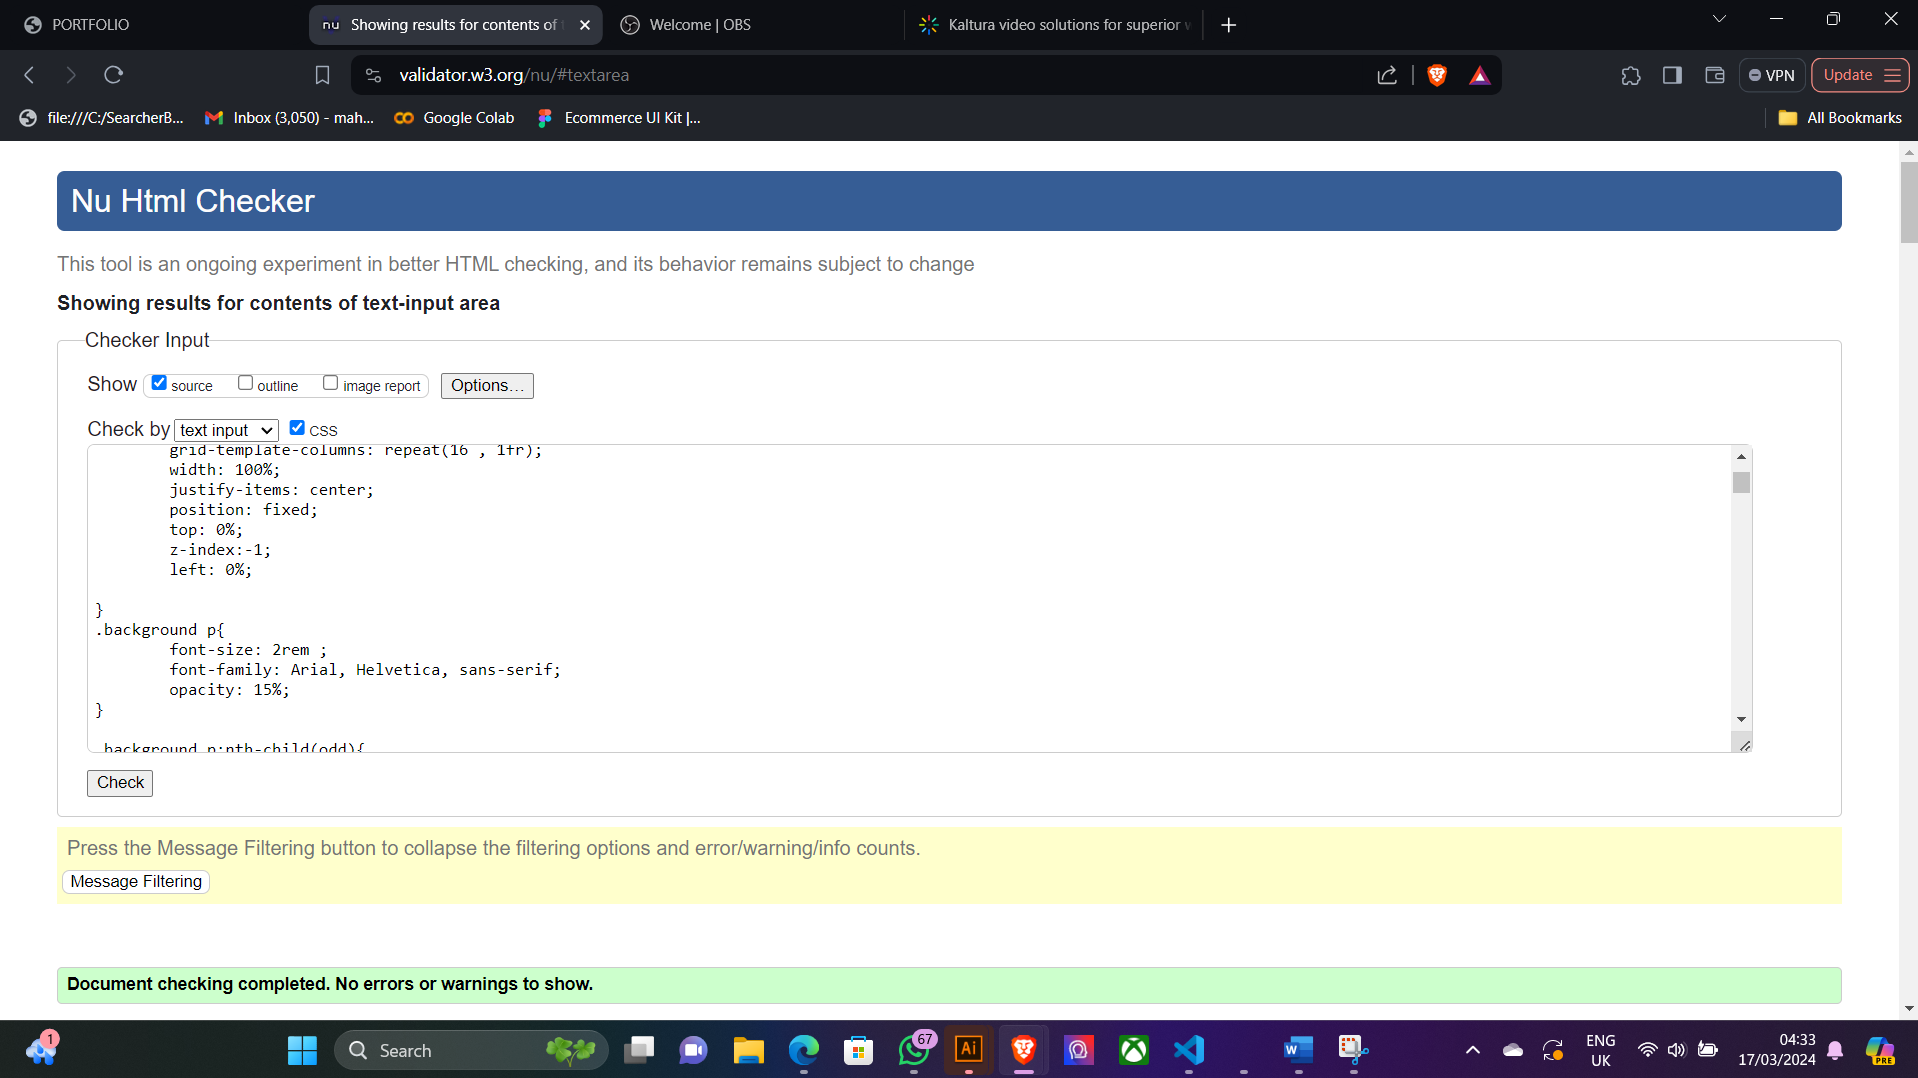 PORTFOLIO
nu Showing results for contents of
Welcome | OBS
Kaltura video solutions for superior
validator.w3.org/nu/#textarea
VPN
Update
file:///C:/SearcherB...
Inbox (3,050) - mah...
Google Colab
Ecommerce UI Kit |...
All Bookmarks
Nu Html Checker
This tool is an ongoing experiment in better HTML checking, and its behavior remains subject to change
Showing results for contents of text-input area
Checker Input
Show source outline image report Options...
Check by text input CSS
grid-template-columns: repeat(16 , 1fr);
width: 100%;
justify-items: center;
position: fixed;
top: 0%;
z-index:-1;
left: 0%;
}
.background p{
font-size: 2rem ;
font-family: Arial, Helvetica, sans-serif;
opacity: 15%;
}
.background p:nth-child(odd){
Check
Press the Message Filtering button to collapse the filtering options and error/warning/info counts.
Message Filtering
Document checking completed. No errors or warnings to show.
1
Search
67
Ai
W
ENG
UK
04:33
17/03/2024
PRE